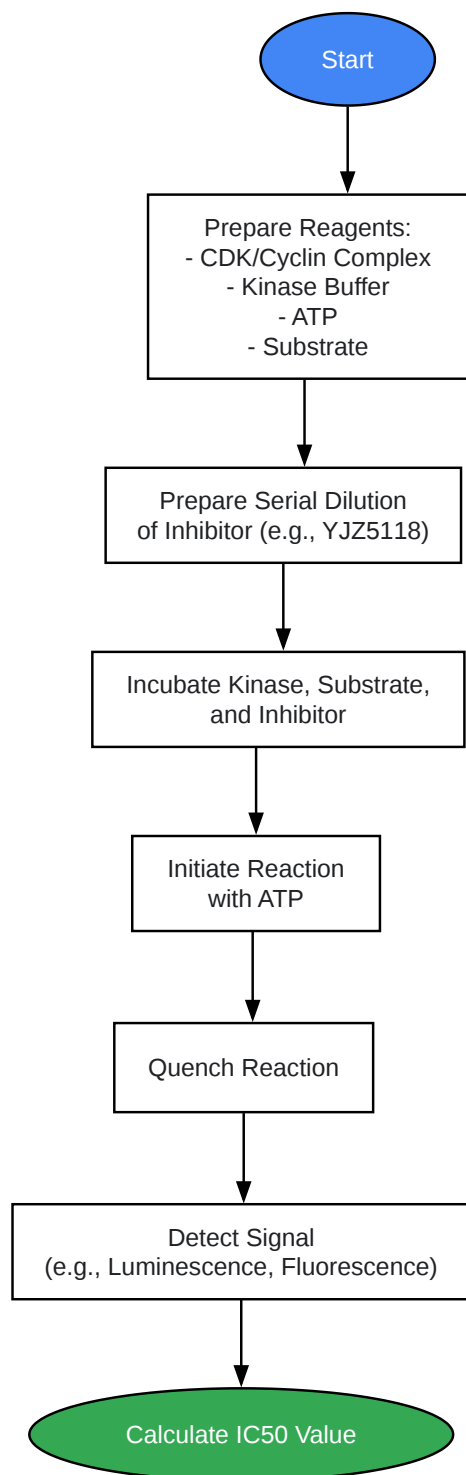 Start
Prepare Reagents:
- CDK/Cyclin Complex
- Kinase Buffer
- ATP
- Substrate
Prepare Serial Dilution
of Inhibitor (e.g., YJZ5118)
Incubate Kinase, Substrate,
and Inhibitor
Initiate Reaction
with ATP
Quench Reaction
Detect Signal
(e.g., Luminescence, Fluorescence)
Calculate IC50 Value